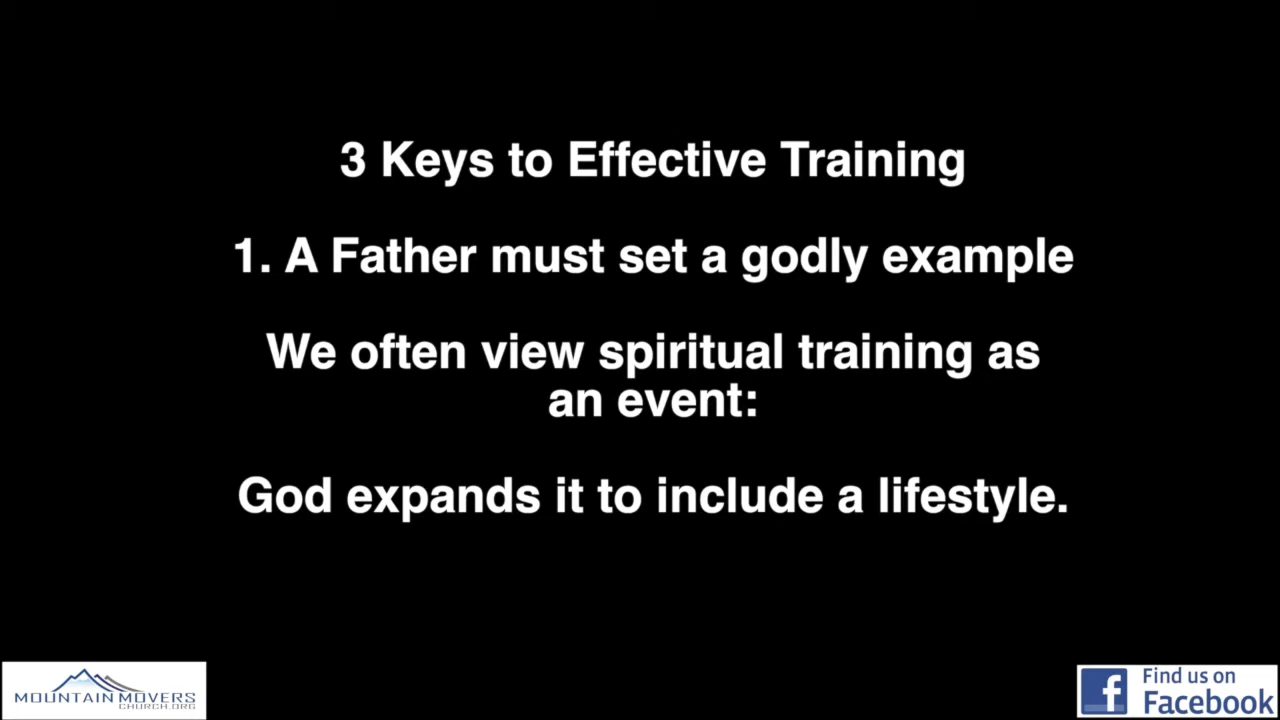 3 Keys to Effective Training
1. A Father must set a godly example
We often view spiritual training as
an event:
God expands it to include a lifestyle.
MOUNTAIN MOVERS
CHURCH.ORG
f Find us on
Facebook